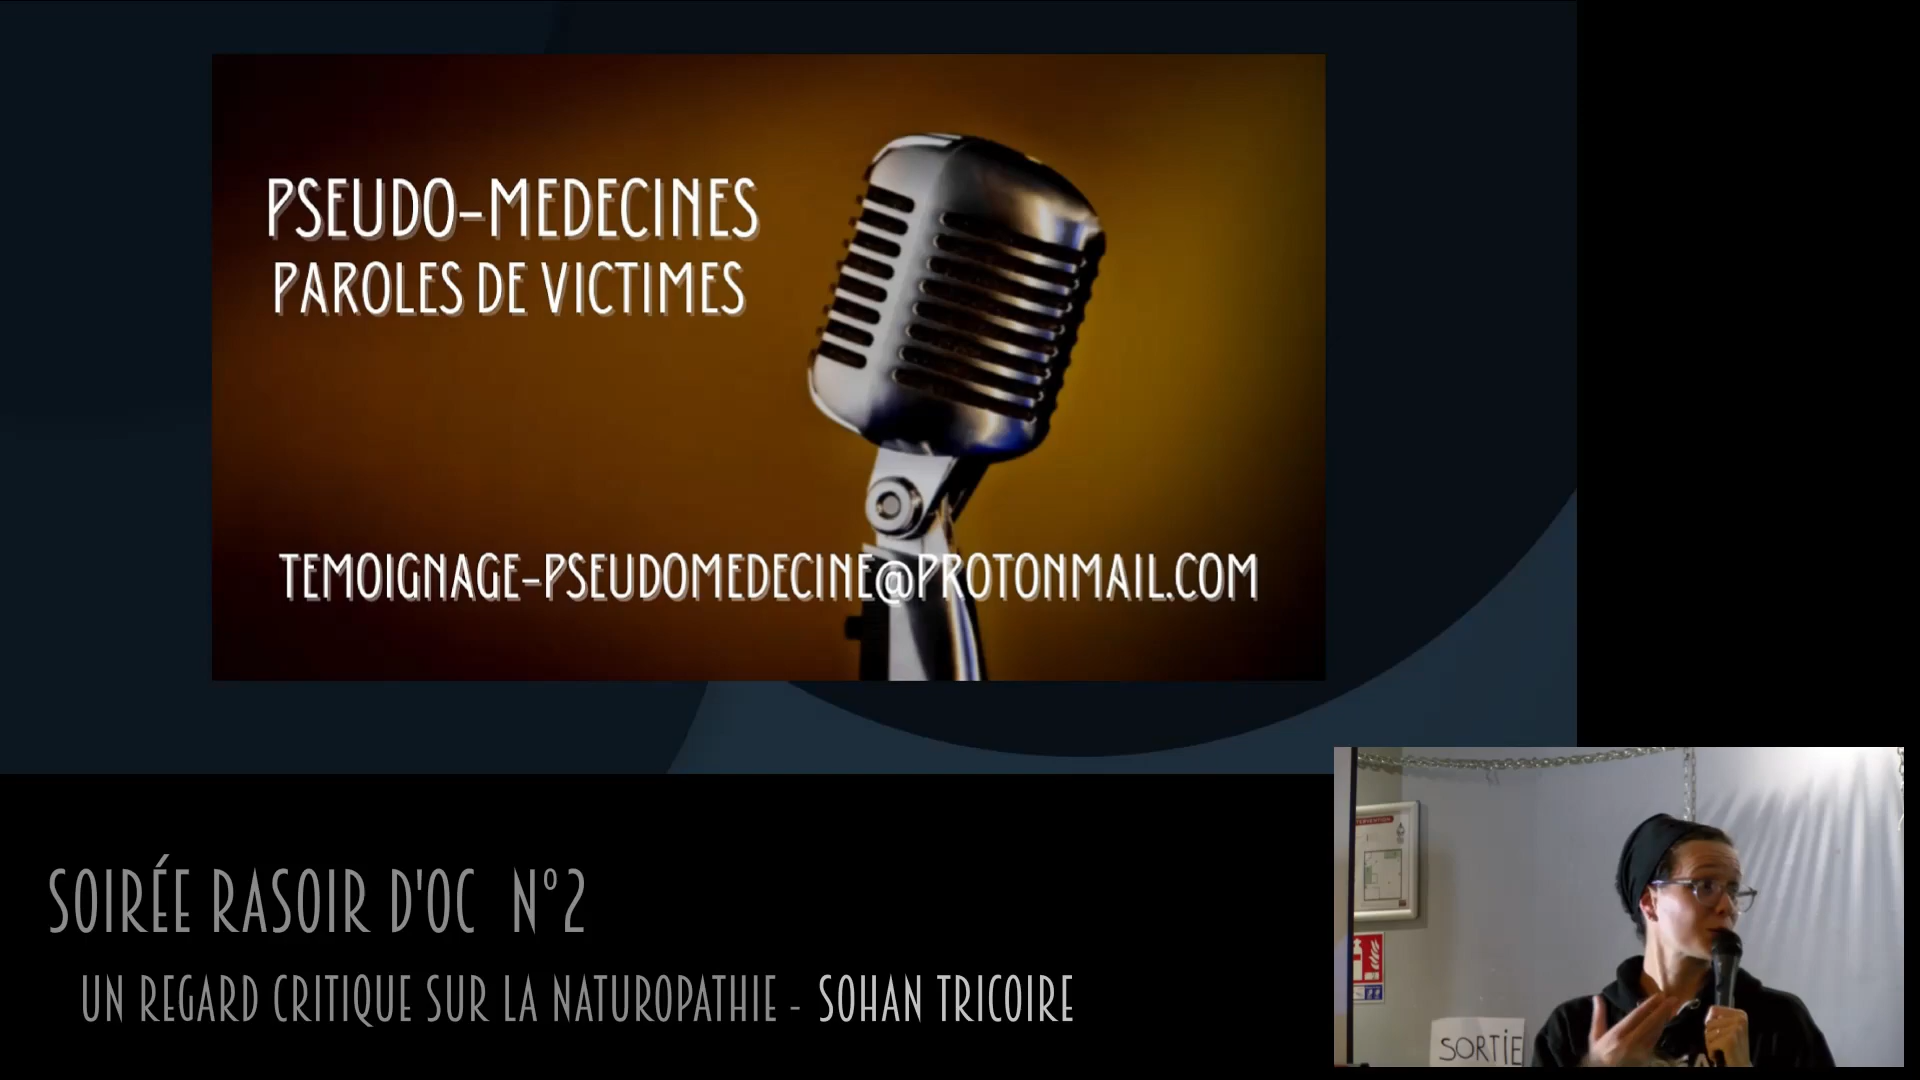 PSEUDO-MEDECINES
PAROLES DE VICTIMES
TEMOIGNAGE-PSEUDOMEDECINE@PROTONMAIL.COM
SOIRÉE RASOIR D'OC N°2
UN REGARD CRITIQUE SUR LA NATUROPATHIE - SOHAN TRICOIRE
SORTIE